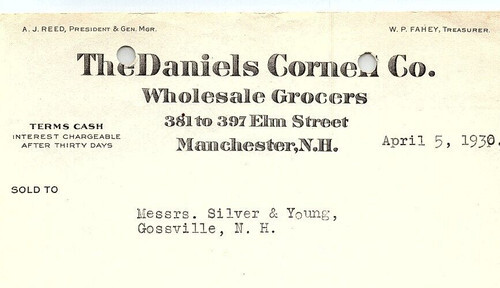 A. J. REED, PRESIDENT & GEN. MGR.
W. P. FAHEY, TREASURER
The Daniels Cornell Co.
Wholesale Grocers
381 to 397 Elm Street
Manchester, N.H.
TERMS CASH
INTEREST CHARGEABLE
AFTER THIRTY DAYS
April 5, 1930.
SOLD TO
Messrs. Silver & Young,
Gossville, N. H.